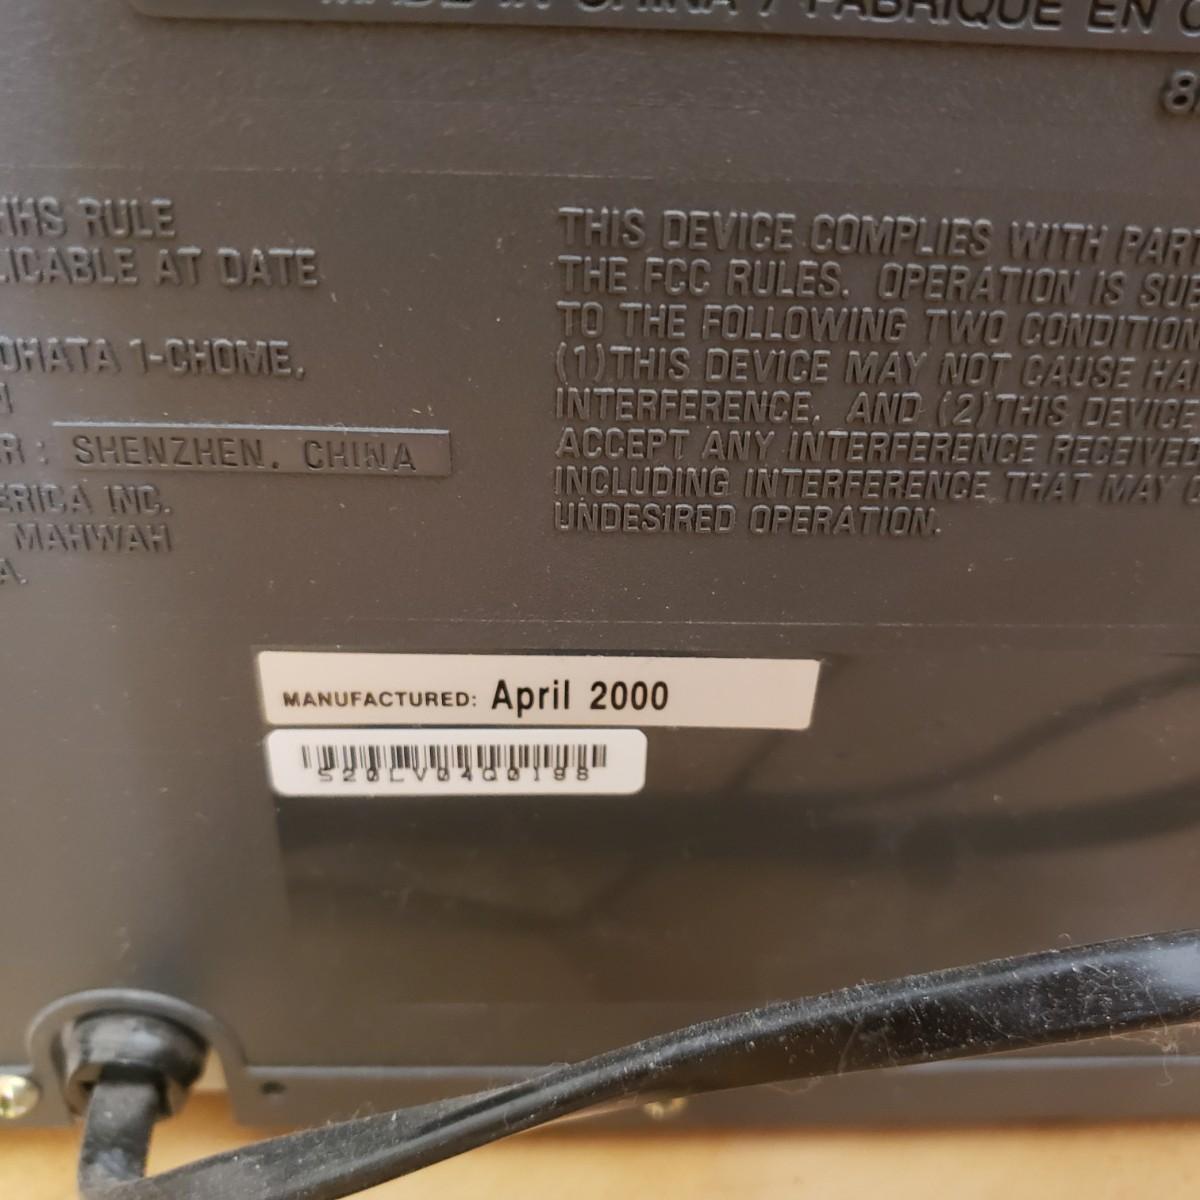 MADE IN CHINA / FABRIQUE EN C
8
HHS RULE
LICABLE AT DATE
OHATA 1-CHOME,
ER : SHENZHEN, CHINA
ERICA INC.
MAHWAH
A.
THIS DEVICE COMPLIES WITH PART
THE FCC RULES. OPERATION IS SUB
TO THE FOLLOWING TWO CONDITION
(1)THIS DEVICE MAY NOT CAUSE HA
INTERFERENCE, AND (2)THIS DEVICE
ACCEPT ANY INTERFERENCE RECEIVED
INCLUDING INTERFERENCE THAT MAY C
UNDESIRED OPERATION.
MANUFACTURED: April 2000
S20LV04Q0198